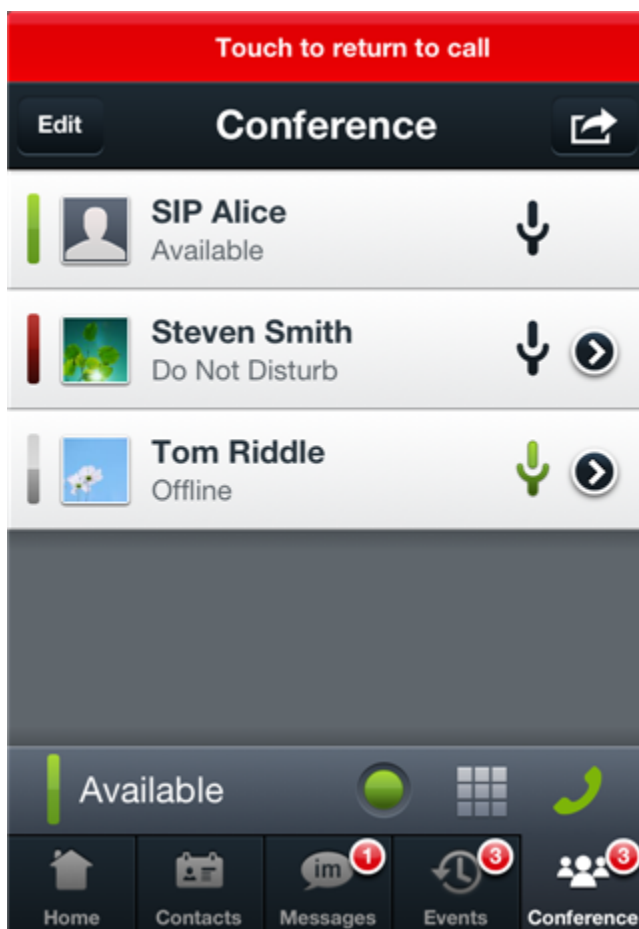 Touch to return to call
Edit
Conference
SIP Alice
Available
Steven Smith
Do Not Disturb
Tom Riddle
Offline
Available
im 1 3 3
Home Contacts Messages Events Conference